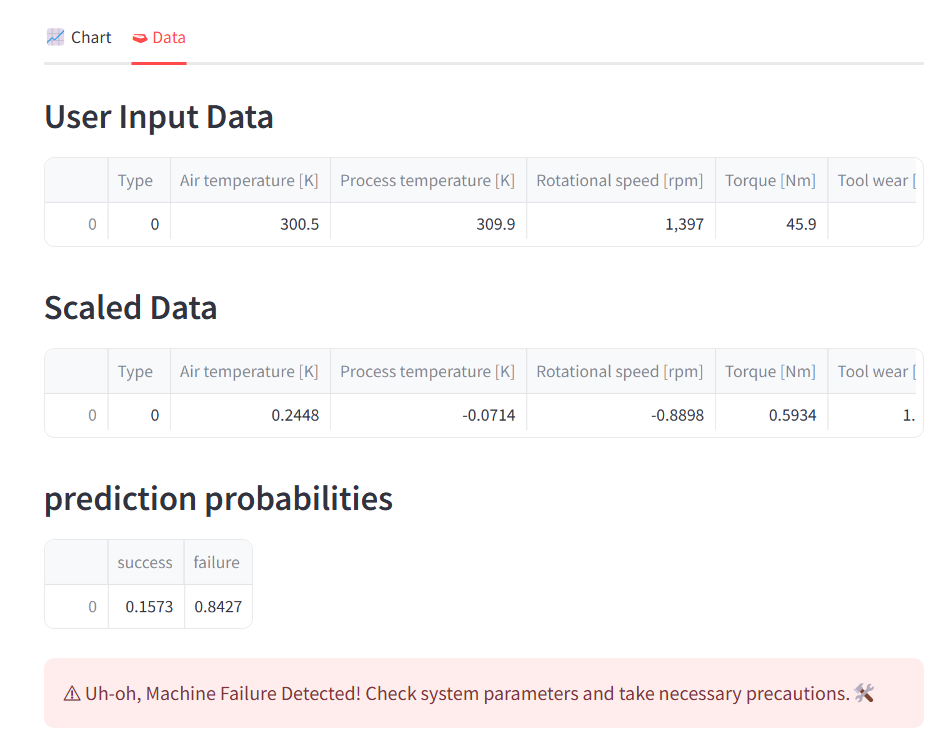 📈 Chart 🥿 Data
User Input Data
Type Air temperature [K] Process temperature [K] Rotational speed [rpm] Torque [Nm] Tool wear [
0 0 300.5 309.9 1,397 45.9
Scaled Data
Type Air temperature [K] Process temperature [K] Rotational speed [rpm] Torque [Nm] Tool wear [
0 0 0.2448 -0.0714 -0.8898 0.5934 1.
prediction probabilities
success failure
0 0.1573 0.8427
⚠️ Uh-oh, Machine Failure Detected! Check system parameters and take necessary precautions. 🛠️